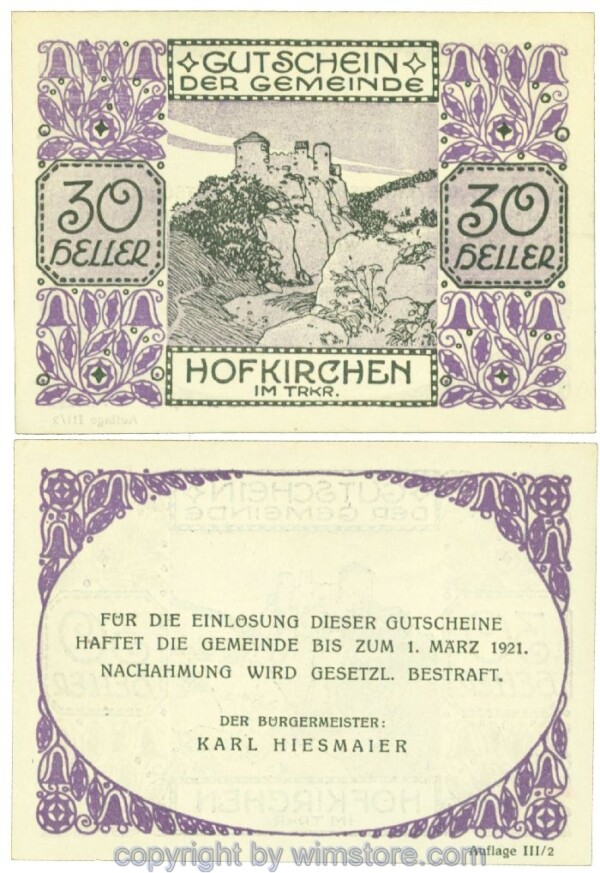 GUTSCHEIN
DER GEMEINDE
30
HELLER
30
HELLER
HOFKIRCHEN
IM TRKR.
FÜR DIE EINLÖSUNG DIESER GUTSCHEINE
HAFTET DIE GEMEINDE BIS ZUM 1. MÄRZ 1921.
NACHAHMUNG WIRD GESETZL. BESTRAFT.
DER BÜRGERMEISTER:
KARL HIESMAIER
Auflage III/2
copyright by wimstore.com